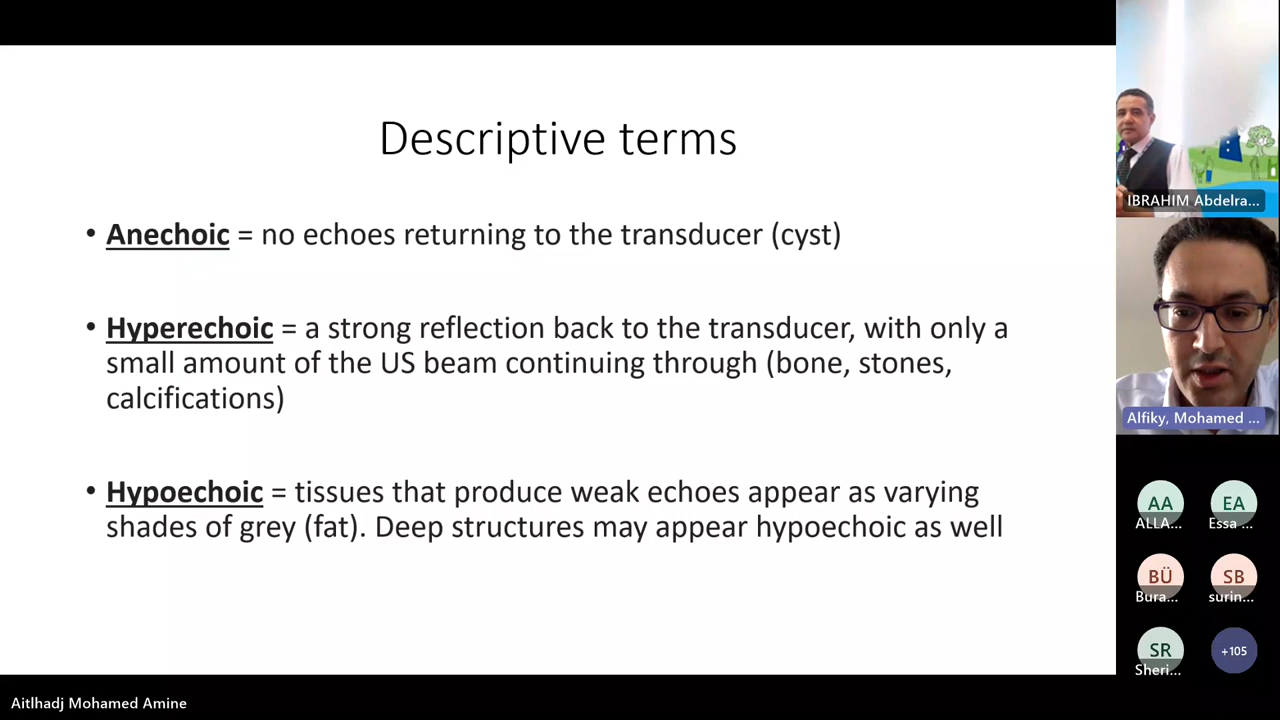 Descriptive terms
• Anechoic = no echoes returning to the transducer (cyst)
• Hyperechoic = a strong reflection back to the transducer, with only a
small amount of the US beam continuing through (bone, stones,
calcifications)
• Hypoechoic = tissues that produce weak echoes appear as varying
shades of grey (fat). Deep structures may appear hypoechoic as well
IBRAHIM Abdelra...
Alfiky, Mohamed ...
AA EA
ALLA... Essa ...
BÜ SB
Bura... surin...
SR +105
Sheri...
Aitlhadj Mohamed Amine